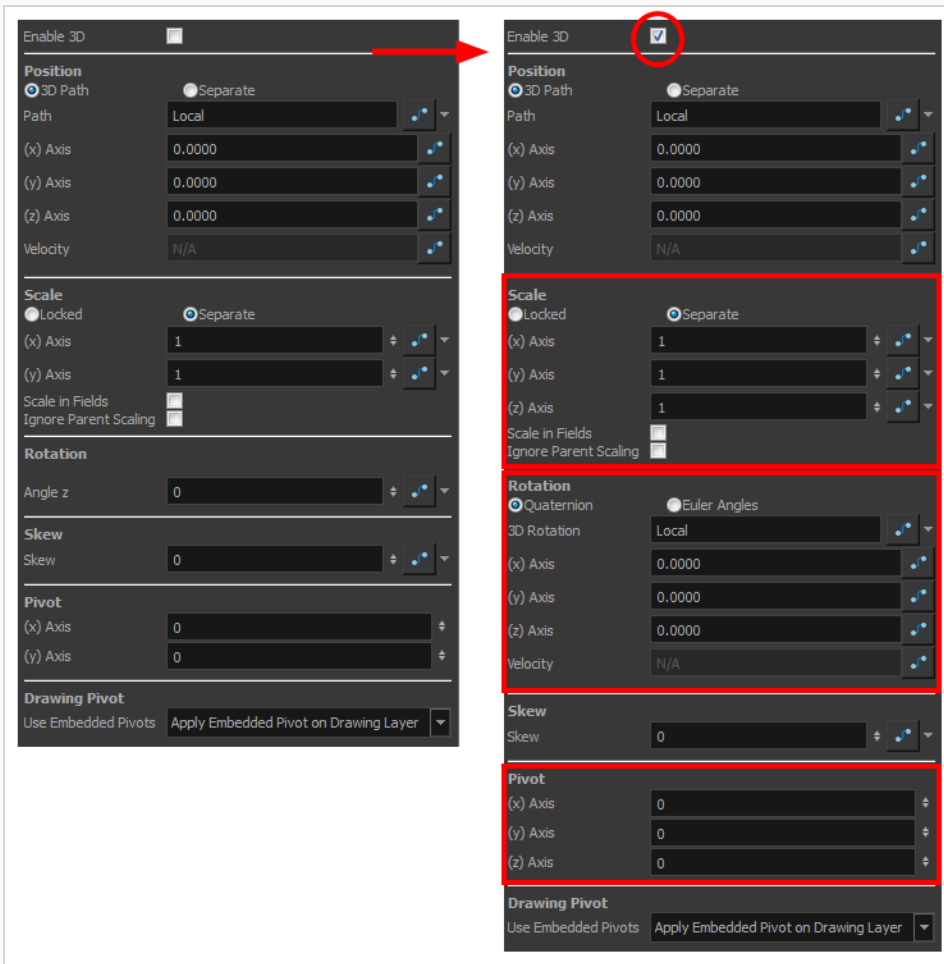 Enable 3D
Position
3D Path Separate
Path Local
(x) Axis 0.0000
(y) Axis 0.0000
(z) Axis 0.0000
Velocity N/A
Scale
Locked Separate
(x) Axis 1
(y) Axis 1
Scale in Fields
Ignore Parent Scaling
Rotation
Angle z 0
Skew
Skew 0
Pivot
(x) Axis 0
(y) Axis 0
Drawing Pivot
Use Embedded Pivots Apply Embedded Pivot on Drawing Layer
Enable 3D
Position
3D Path Separate
Path Local
(x) Axis 0.0000
(y) Axis 0.0000
(z) Axis 0.0000
Velocity N/A
Scale
Locked Separate
(x) Axis 1
(y) Axis 1
(z) Axis 1
Scale in Fields
Ignore Parent Scaling
Rotation
Quaternion Euler Angles
3D Rotation Local
(x) Axis 0.0000
(y) Axis 0.0000
(z) Axis 0.0000
Velocity N/A
Skew
Skew 0
Pivot
(x) Axis 0
(y) Axis 0
(z) Axis 0
Drawing Pivot
Use Embedded Pivots Apply Embedded Pivot on Drawing Layer